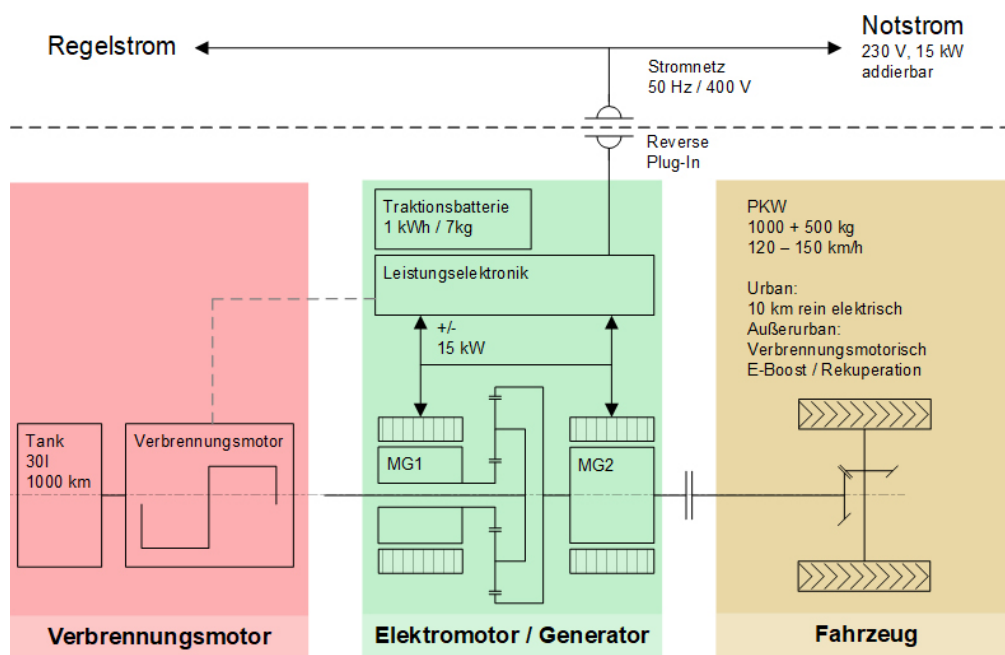 Regelstrom
Notstrom
230 V, 15 kW
addierbar
Stromnetz
50 Hz / 400 V
Reverse
Plug-In
Traktionsbatterie
1 kWh / 7kg
Leistungselektronik
+/-
15 kW
PKW
1000 + 500 kg
120 – 150 km/h
Urban:
10 km rein elektrisch
Außerurban:
Verbrennungsmotorisch
E-Boost / Rekuperation
Tank
30l
1000 km
Verbrennungsmotor
MG1
MG2
Verbrennungsmotor
Elektromotor / Generator
Fahrzeug